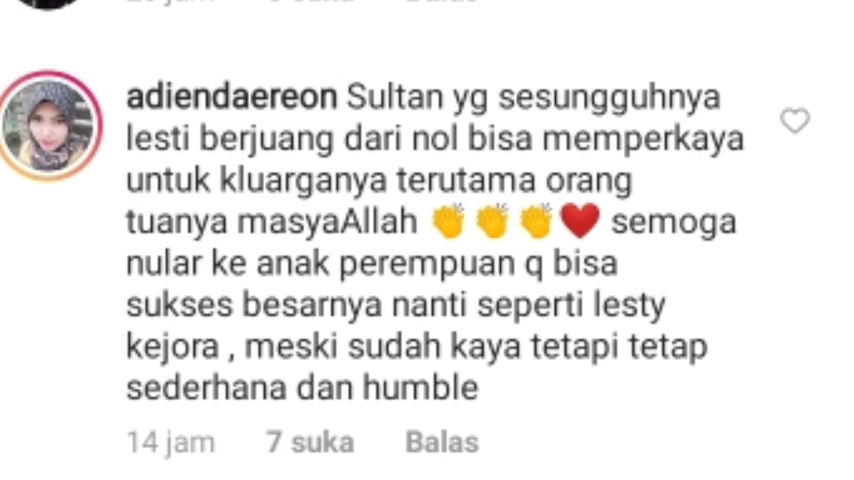 adiendaereon Sultan yg sesungguhnya
lesti berjuang dari nol bisa memperkaya
untuk kluarganya terutama orang
tuanya masyaAllah 👏👏👏❤️ semoga
nular ke anak perempuan q bisa
sukses besarnya nanti seperti lesty
kejora , meski sudah kaya tetapi tetap
sederhana dan humble
14 jam 7 suka Balas